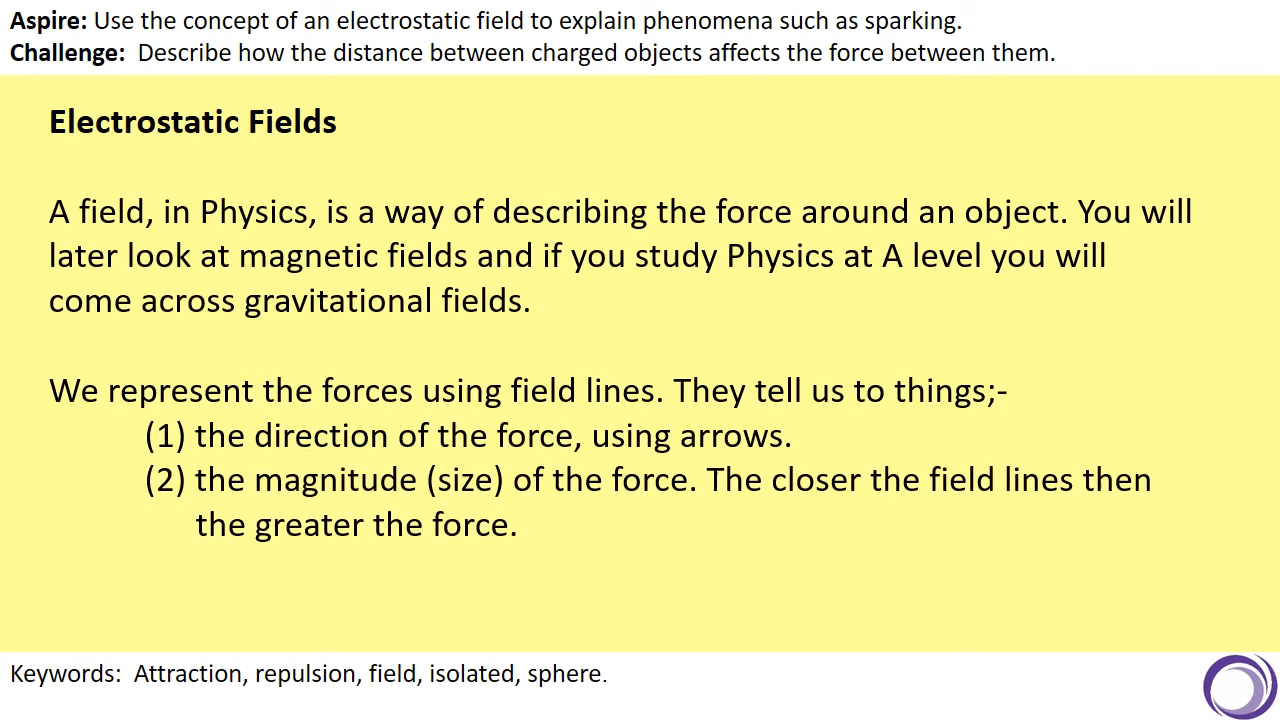 Aspire: Use the concept of an electrostatic field to explain phenomena such as sparking.
Challenge:  Describe how the distance between charged objects affects the force between them.
Electrostatic Fields
A field, in Physics, is a way of describing the force around an object. You will
later look at magnetic fields and if you study Physics at A level you will
come across gravitational fields.
We represent the forces using field lines. They tell us to things;-
(1) the direction of the force, using arrows.
(2) the magnitude (size) of the force. The closer the field lines then
the greater the force.
Keywords:  Attraction, repulsion, field, isolated, sphere.